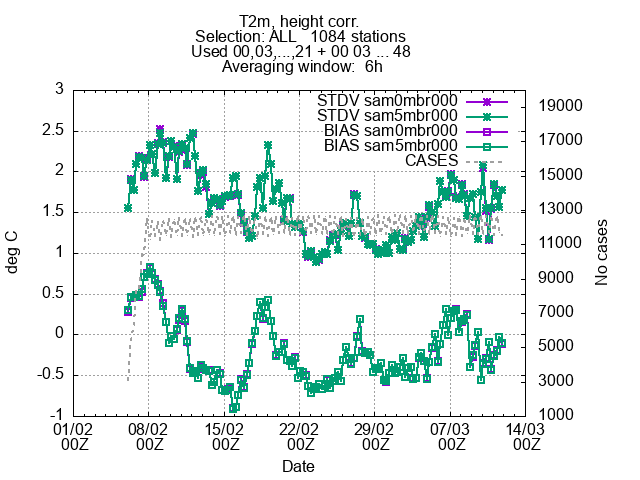 T2m, height corr.
Selection: ALL   1084 stations
Used 00,03,...,21 + 00 03 ... 48
Averaging window:  6h
STDV sam0mbr000
STDV sam5mbr000
BIAS sam0mbr000
BIAS sam5mbr000
CASES
3
2.5
2
1.5
1
0.5
0
-0.5
-1
deg C
19000
17000
15000
13000
11000
9000
7000
5000
3000
1000
No cases
01/02 08/02 15/02 22/02 29/02 07/03 14/03
00Z 00Z 00Z 00Z 00Z 00Z 00Z
Date